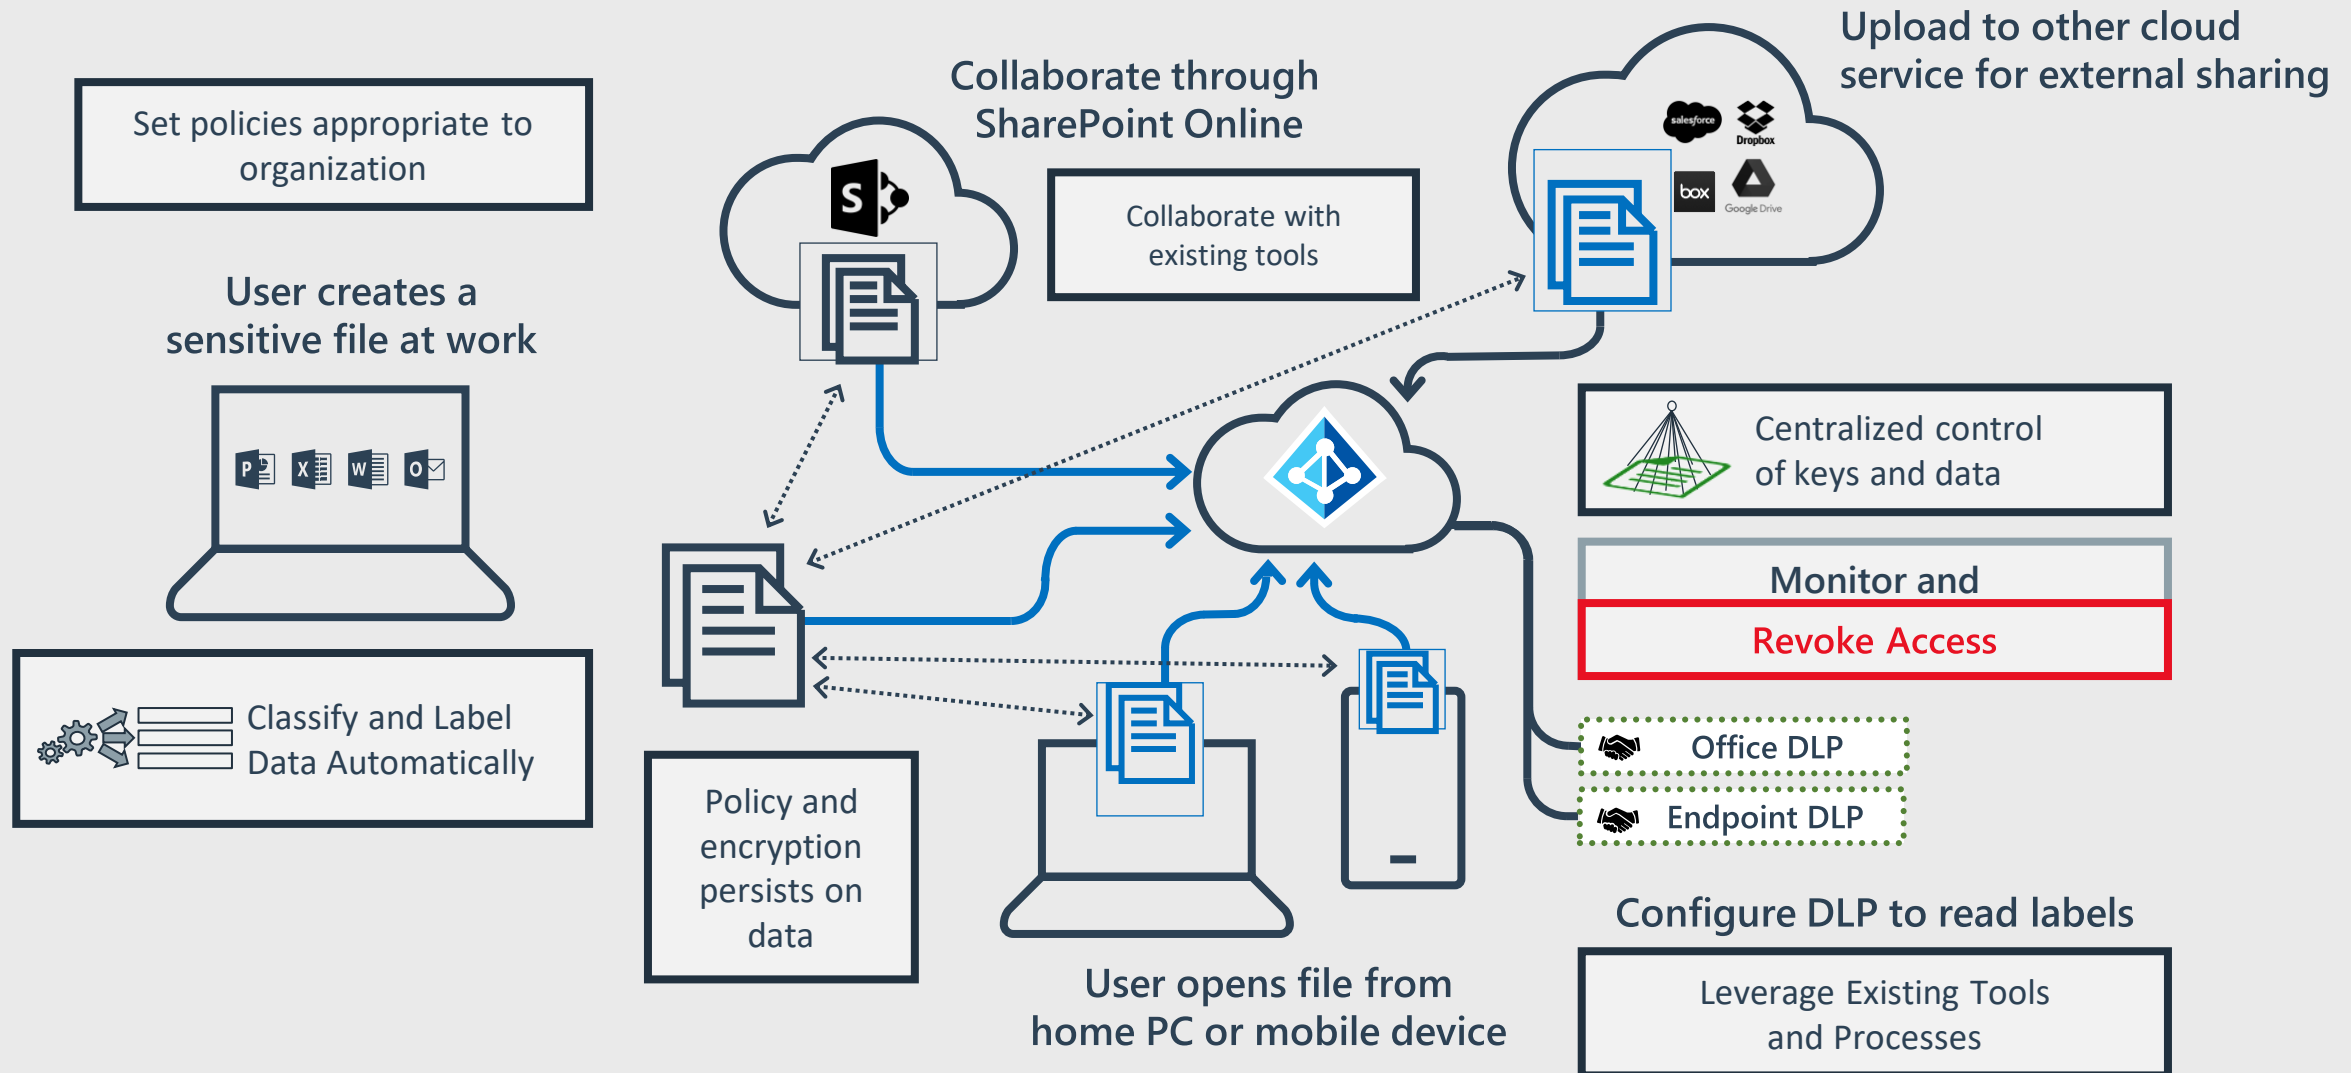 Set policies appropriate to
organization
User creates a
sensitive file at work
P X W O
Classify and Label
Data Automatically
Collaborate through
SharePoint Online
S
Collaborate with
existing tools
Policy and
encryption
persists on
data
User opens file from
home PC or mobile device
Upload to other cloud
service for external sharing
salesforce
Dropbox
box
Google Drive
Centralized control
of keys and data
Monitor and
Revoke Access
Office DLP
Endpoint DLP
Configure DLP to read labels
Leverage Existing Tools
and Processes